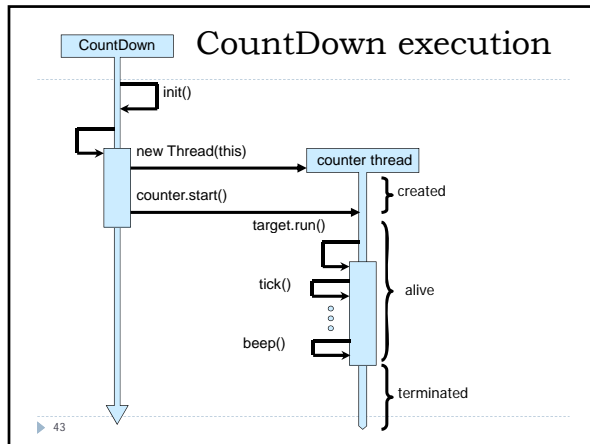 CountDown
CountDown execution
init()
new Thread(this)
counter thread
created
counter.start()
target.run()
tick()
alive
beep()
terminated
43